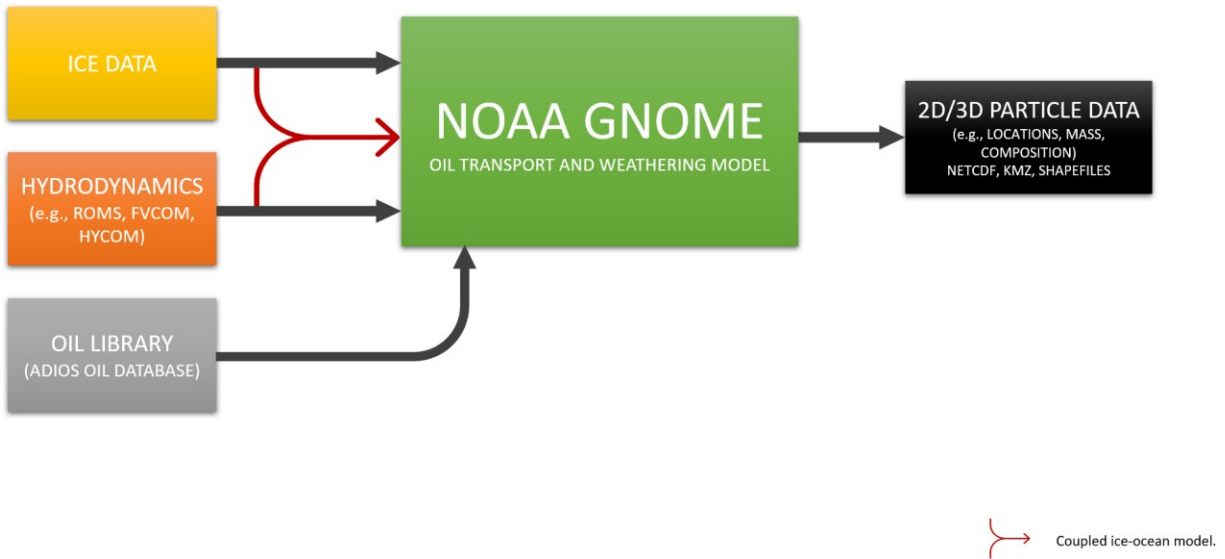 ICE DATA
HYDRODYNAMICS
(e.g., ROMS, FVCOM,
HYCOM)
OIL LIBRARY
(ADIOS OIL DATABASE)
NOAA GNOME
OIL TRANSPORT AND WEATHERING MODEL
2D/3D PARTICLE DATA
(e.g., LOCATIONS, MASS,
COMPOSITION)
NETCDF, KMZ, SHAPEFILES
Coupled ice-ocean model.